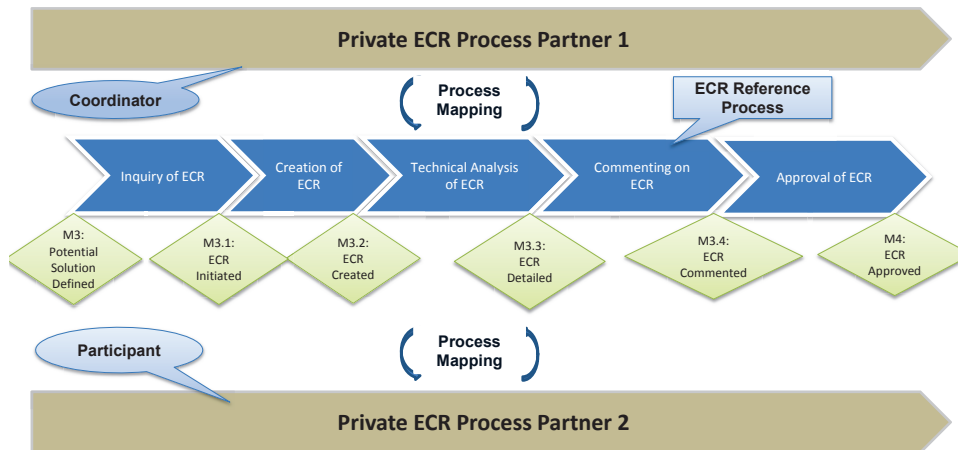 Private ECR Process Partner 1
Coordinator
Process
Mapping
ECR Reference
Process
Inquiry of ECR
Creation of
ECR
Technical Analysis
of ECR
Commenting on
ECR
Approval of ECR
M3:
Potential
Solution
Defined
M3.1:
ECR
Initiated
M3.2:
ECR
Created
M3.3:
ECR
Detailed
M3.4:
ECR
Commented
M4:
ECR
Approved
Participant
Process
Mapping
Private ECR Process Partner 2